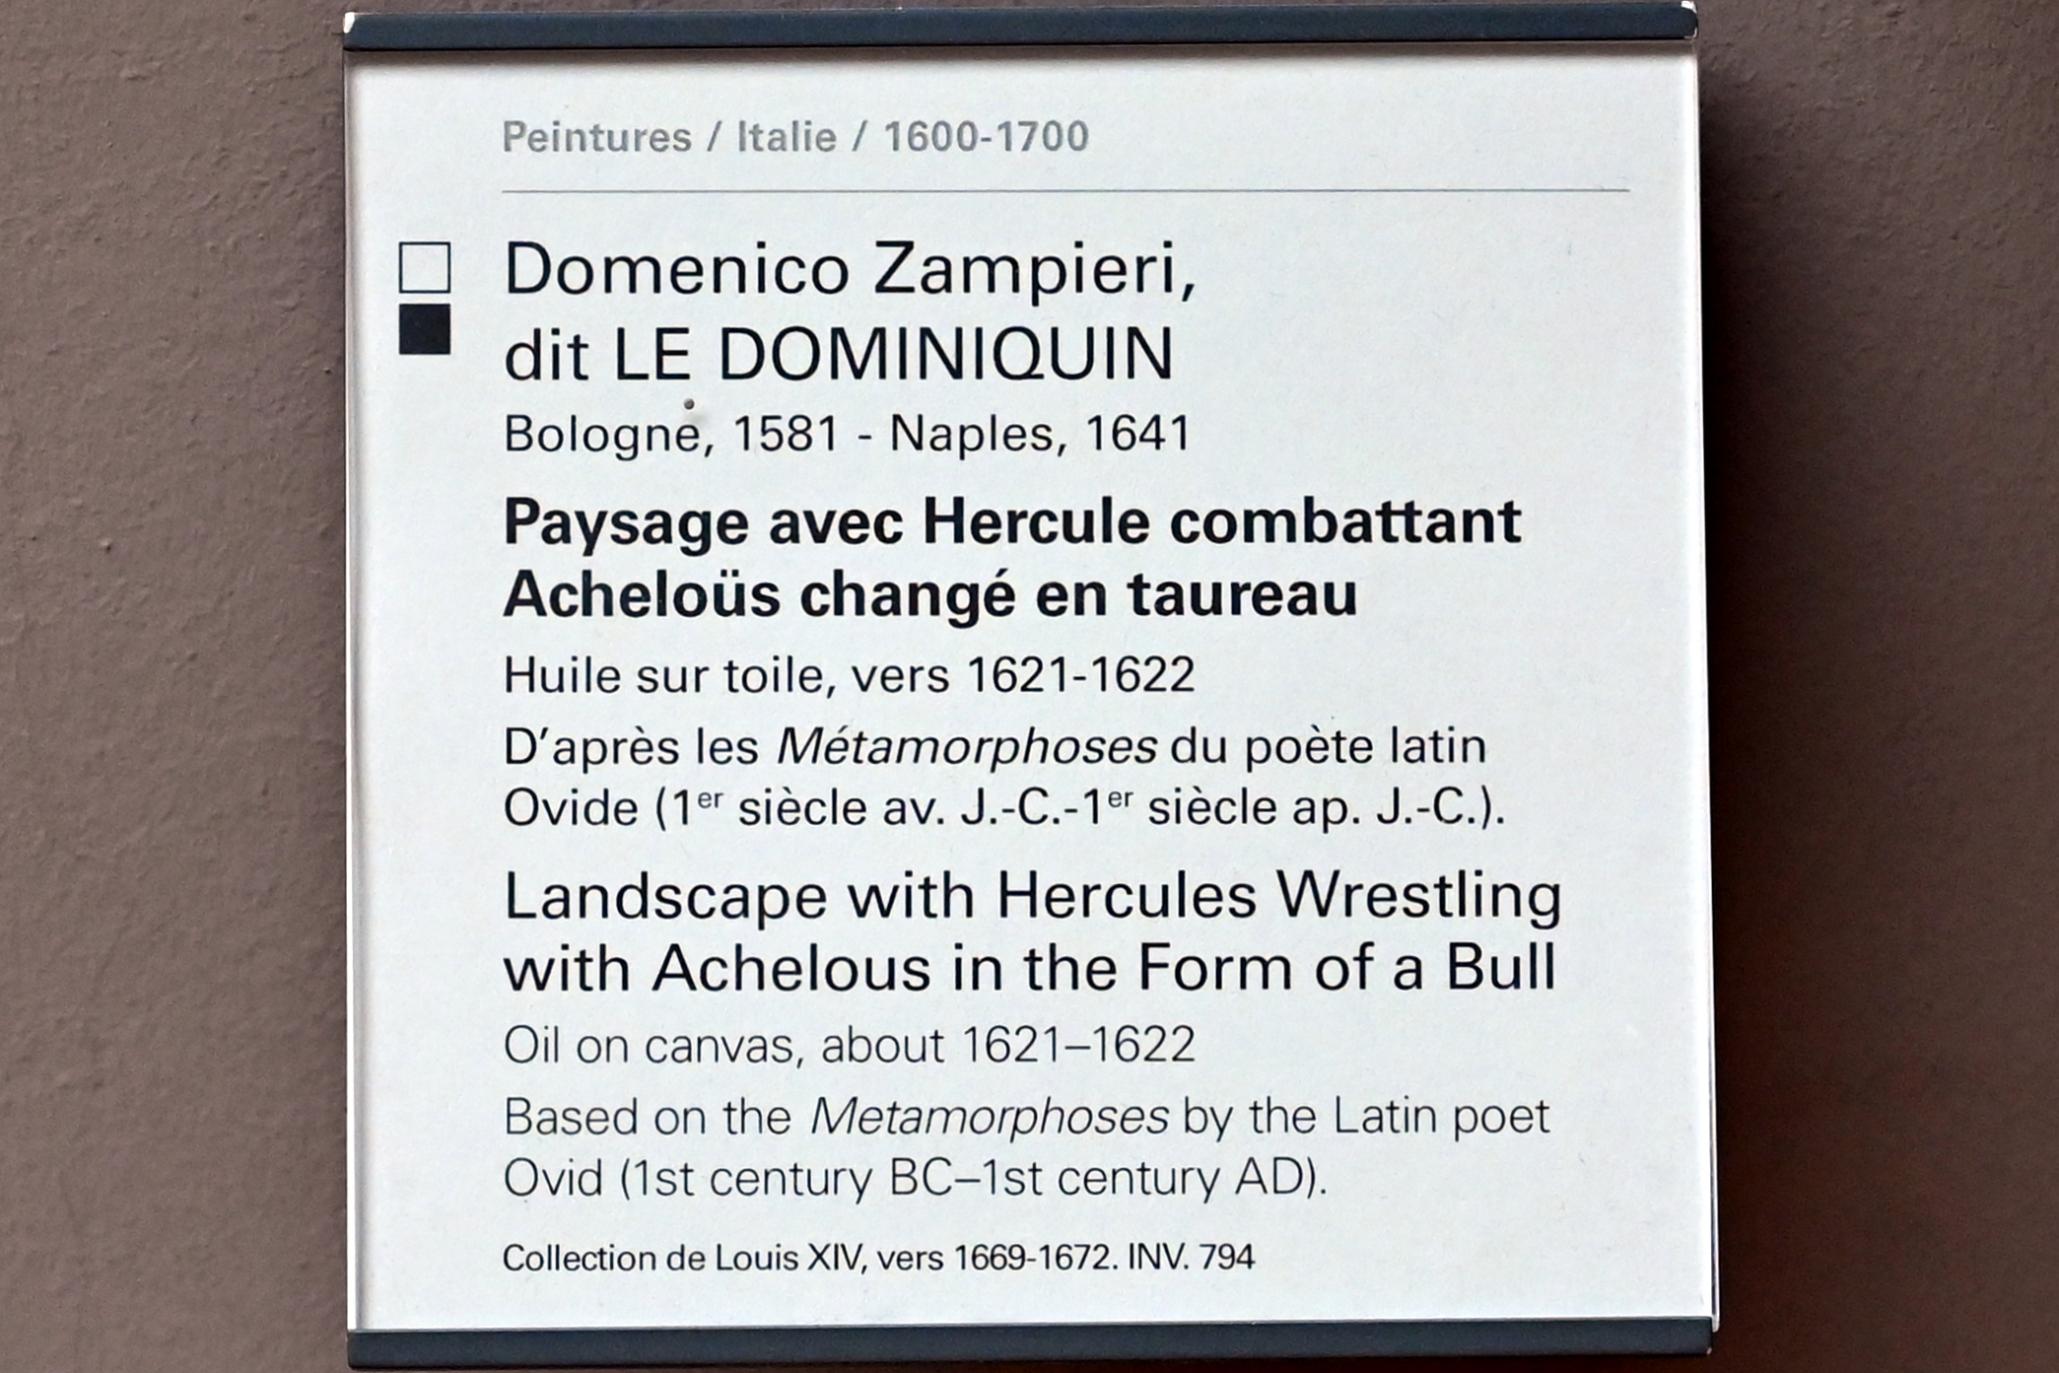 Peintures / Italie / 1600-1700
Domenico Zampieri,
dit LE DOMINIQUIN
Bologne, 1581 - Naples, 1641
Paysage avec Hercule combattant
Acheloüs changé en taureau
Huile sur toile, vers 1621-1622
D'après les Métamorphoses du poète latin
Ovide (1er siècle av. J.-C.-1er siècle ap. J.-C.).
Landscape with Hercules Wrestling
with Achelous in the Form of a Bull
Oil on canvas, about 1621–1622
Based on the Metamorphoses by the Latin poet
Ovid (1st century BC–1st century AD).
Collection de Louis XIV, vers 1669-1672. INV. 794